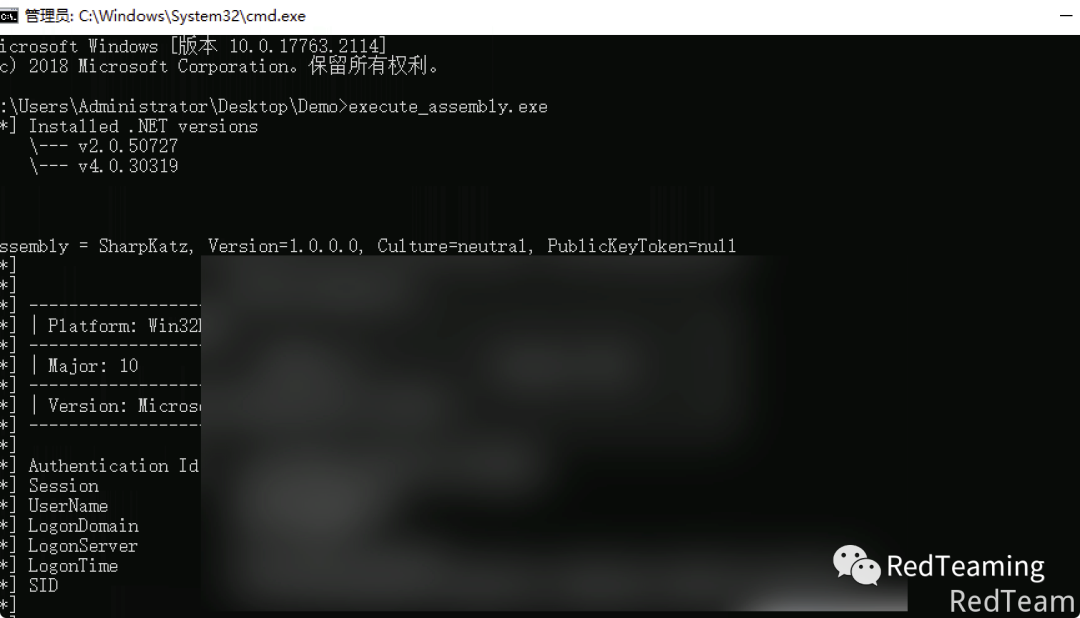 管理员: C:\Windows\System32\cmd.exe
icrosoft Windows [版本 10.0.17763.2114]
c) 2018 Microsoft Corporation。保留所有权利。
:\Users\Administrator\Desktop\Demo>execute_assembly.exe
*] Installed .NET versions
\--- v2.0.50727
\--- v4.0.30319
ssembly = SharpKatz, Version=1.0.0.0, Culture=neutral, PublicKeyToken=null
*]
*]
*] ------------------
*] | Platform: Win32
*] ------------------
*] | Major: 10
*] ------------------
*] | Version: Micros
*] ------------------
*]
*] Authentication Id
*] Session
*] UserName
*] LogonDomain
*] LogonServer
*] LogonTime
*] SID
*]
RedTeaming
RedTeam